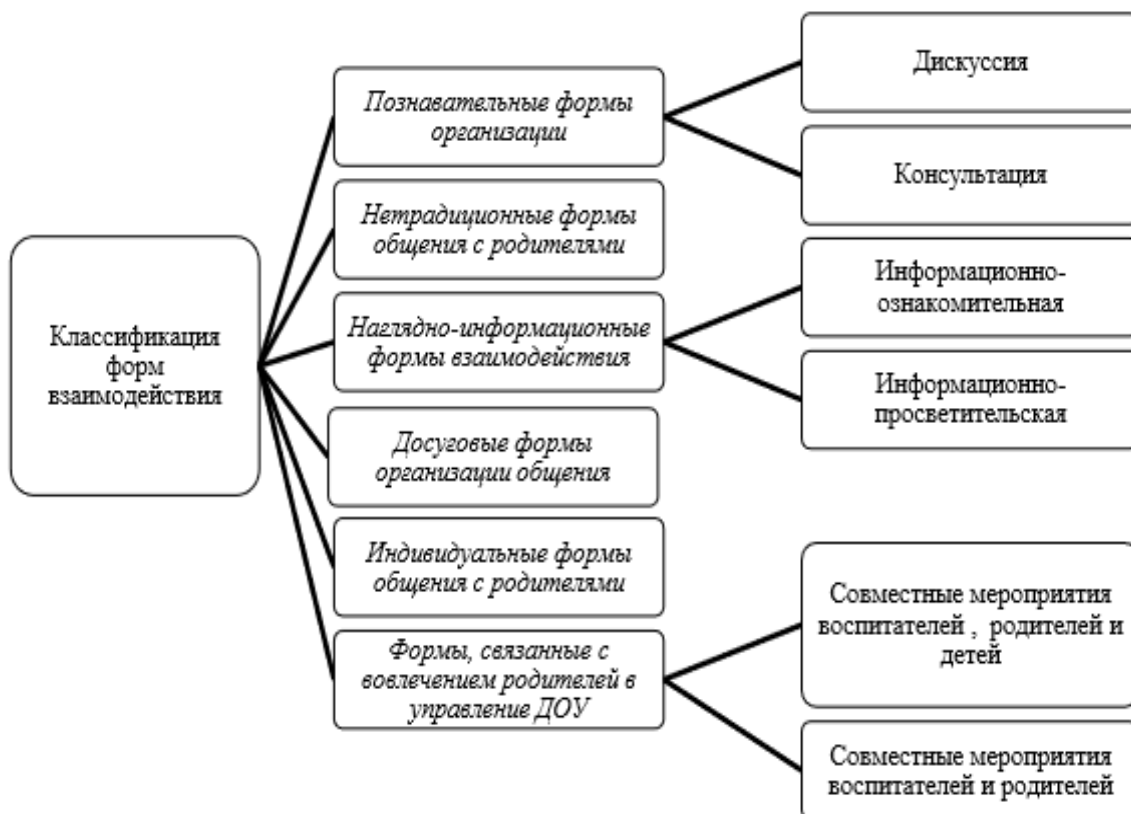 Классификация
форм
взаимодействия
Познавательные формы
организации
Дискуссия
Консультация
Нетрадиционные формы
общения с родителями
Наглядно-информационные
формы взаимодействия
Информационно-
ознакомительная
Информационно-
просветительская
Досуговые формы
организации общения
Индивидуальные формы
общения с родителями
Формы, связанные с
вовлечением родителей в
управление ДОУ
Совместные мероприятия
воспитателей , родителей и
детей
Совместные мероприятия
воспитателей и родителей